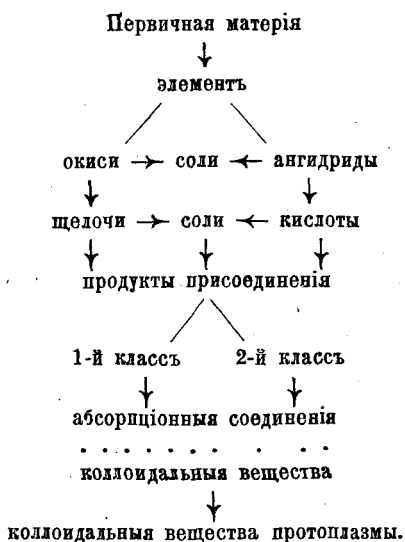 Первичная матерія
элементъ
окиси соли ангидриды
щелочи соли кислоты
продукты присоединенія
1-й классъ 2-й классъ
абсорпціонныя соединенія
коллоидальныя вещества
коллоидальныя вещества протоплазмы.